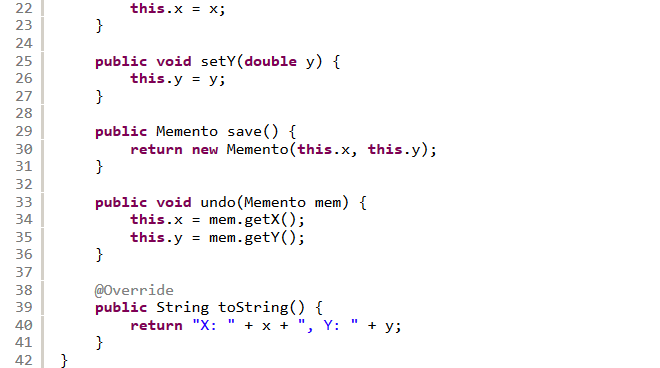 22          this.x = x;
23      }
24
25      public void setY(double y) {
26          this.y = y;
27      }
28
29      public Memento save() {
30          return new Memento(this.x, this.y);
31      }
32
33      public void undo(Memento mem) {
34          this.x = mem.getX();
35          this.y = mem.getY();
36      }
37
38      @Override
39      public String toString() {
40          return "X: " + x + ", Y: " + y;
41      }
42  }